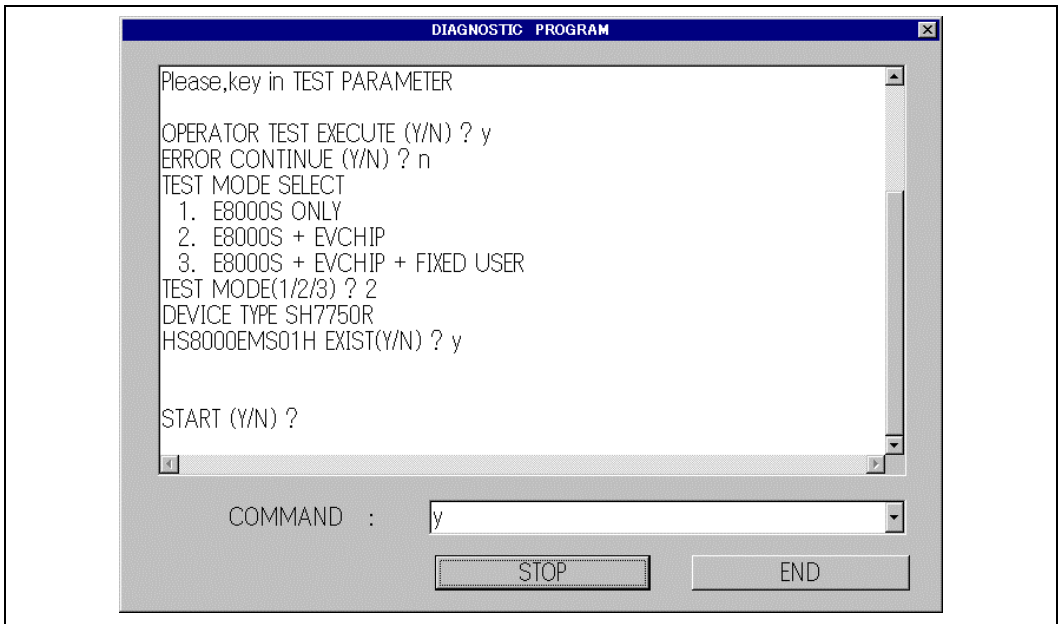 DIAGNOSTIC PROGRAM
Please,key in TEST PARAMETER
OPERATOR TEST EXECUTE (Y/N) ? y
ERROR CONTINUE (Y/N) ? n
TEST MODE SELECT
1. E8000S ONLY
2. E8000S + EVCHIP
3. E8000S + EVCHIP + FIXED USER
TEST MODE(1/2/3) ? 2
DEVICE TYPE SH7750R
HS8000EMS01H EXIST(Y/N) ? y
START (Y/N) ?
COMMAND : y
STOP END